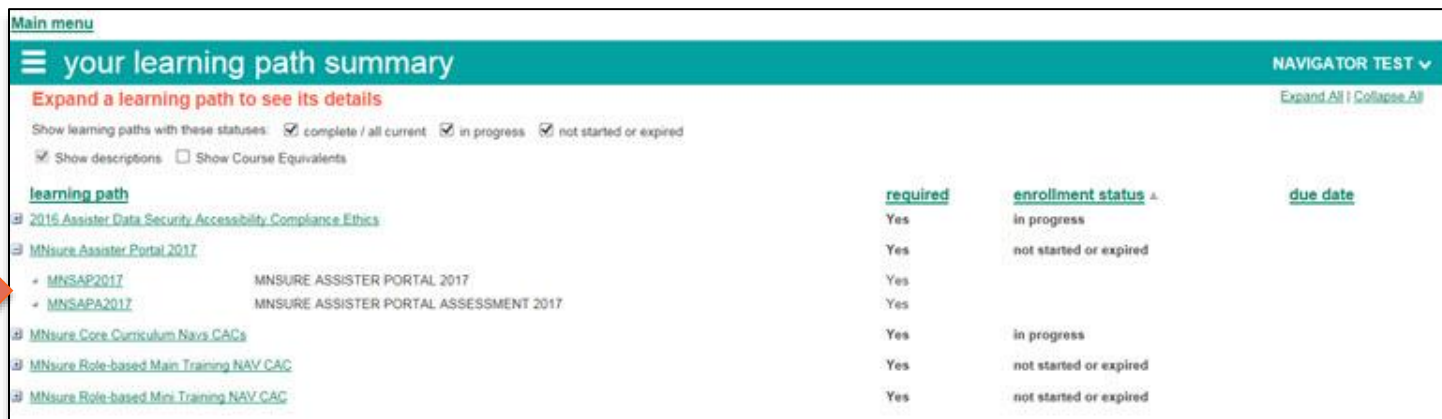 Main menu
your learning path summary NAVIGATOR TEST
Expand a learning path to see its details Expand All | Collapse All
Show learning paths with these statuses: complete / all current in progress not started or expired
Show descriptions Show Course Equivalents
learning path required enrollment status due date
2016 Assister Data Security Accessibility Compliance Ethics Yes in progress
MNsure Assister Portal 2017 Yes not started or expired
MNSAP2017 MNSURE ASSISTER PORTAL 2017 Yes
MNSAPA2017 MNSURE ASSISTER PORTAL ASSESSMENT 2017 Yes
MNsure Core Curriculum Navs CACs Yes in progress
MNsure Role-based Main Training NAV CAC Yes not started or expired
MNsure Role-based Mini Training NAV CAC Yes not started or expired